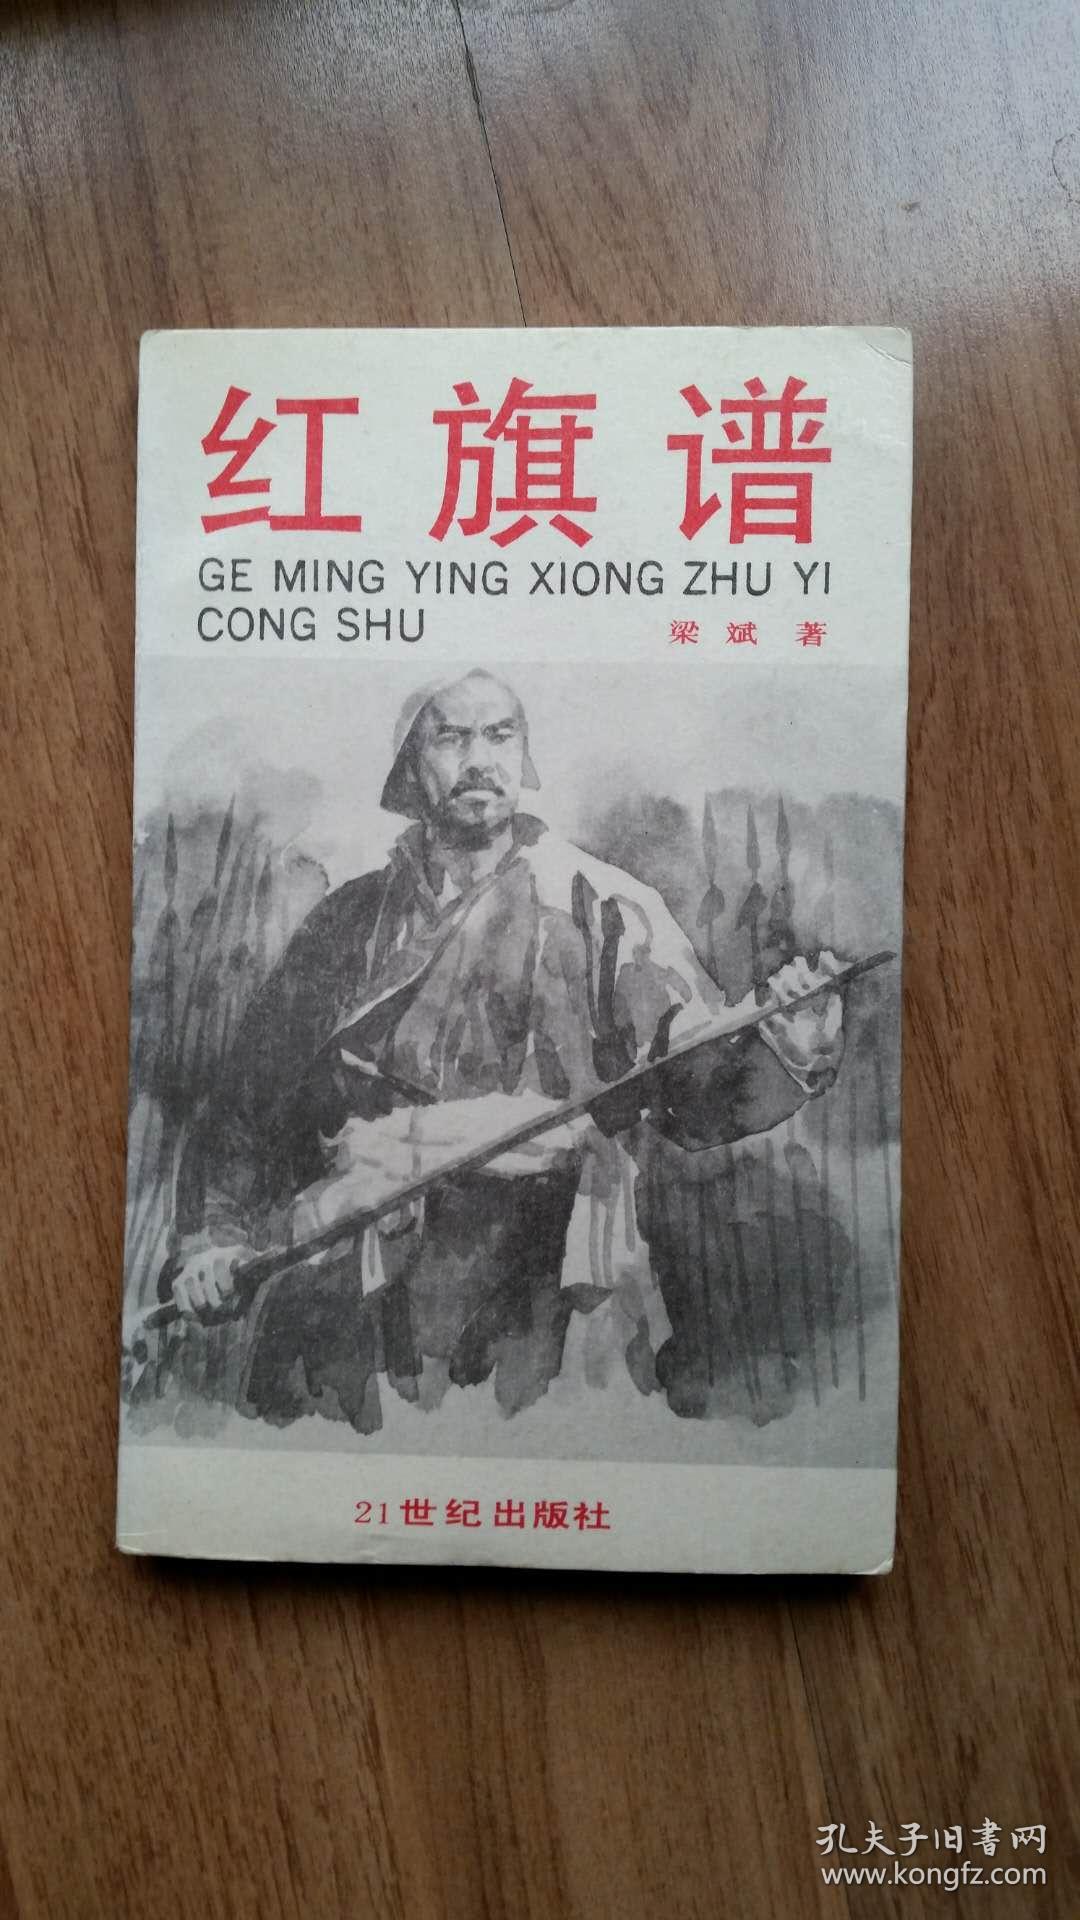 红旗谱
GE MING YING XIONG ZHU YI
CONG SHU
梁斌 著
21世纪出版社
孔夫子旧书网
www.kongfz.com